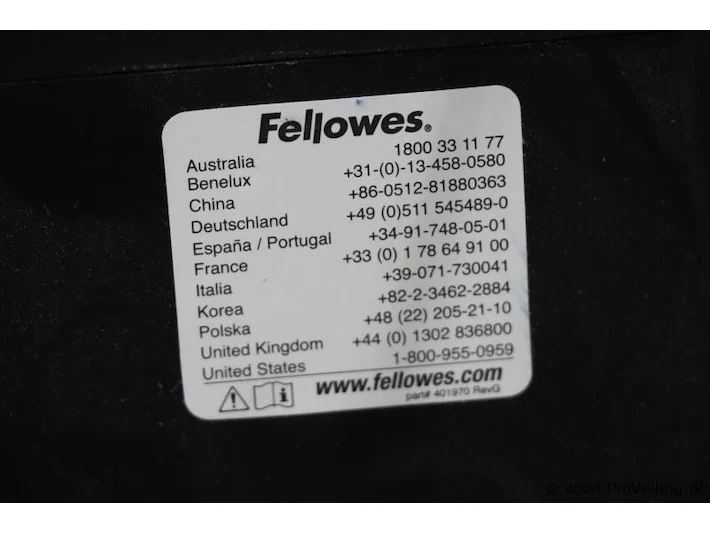 Fellowes®
Australia 1800 33 11 77
Benelux +31-(0)-13-458-0580
China +86-0512-81880363
Deutschland +49 (0)511 545489-0
España / Portugal +34-91-748-05-01
France +33 (0) 1 78 64 91 00
Italia +39-071-730041
Korea +82-2-3462-2884
Polska +48 (22) 205-21-10
United Kingdom +44 (0) 1302 836800
United States 1-800-955-0959
www.fellowes.com
part# 401970 RevG
© www.ProVeiling.nl